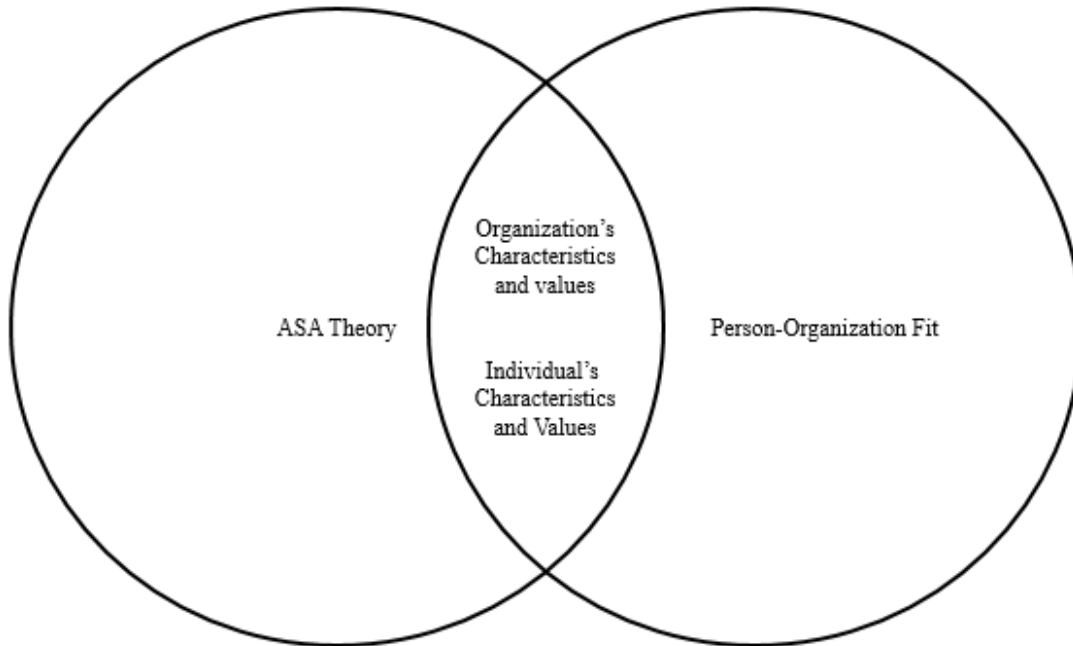 ASA Theory
Organization’s
Characteristics
and values
Individual’s
Characteristics
and Values
Person-Organization Fit